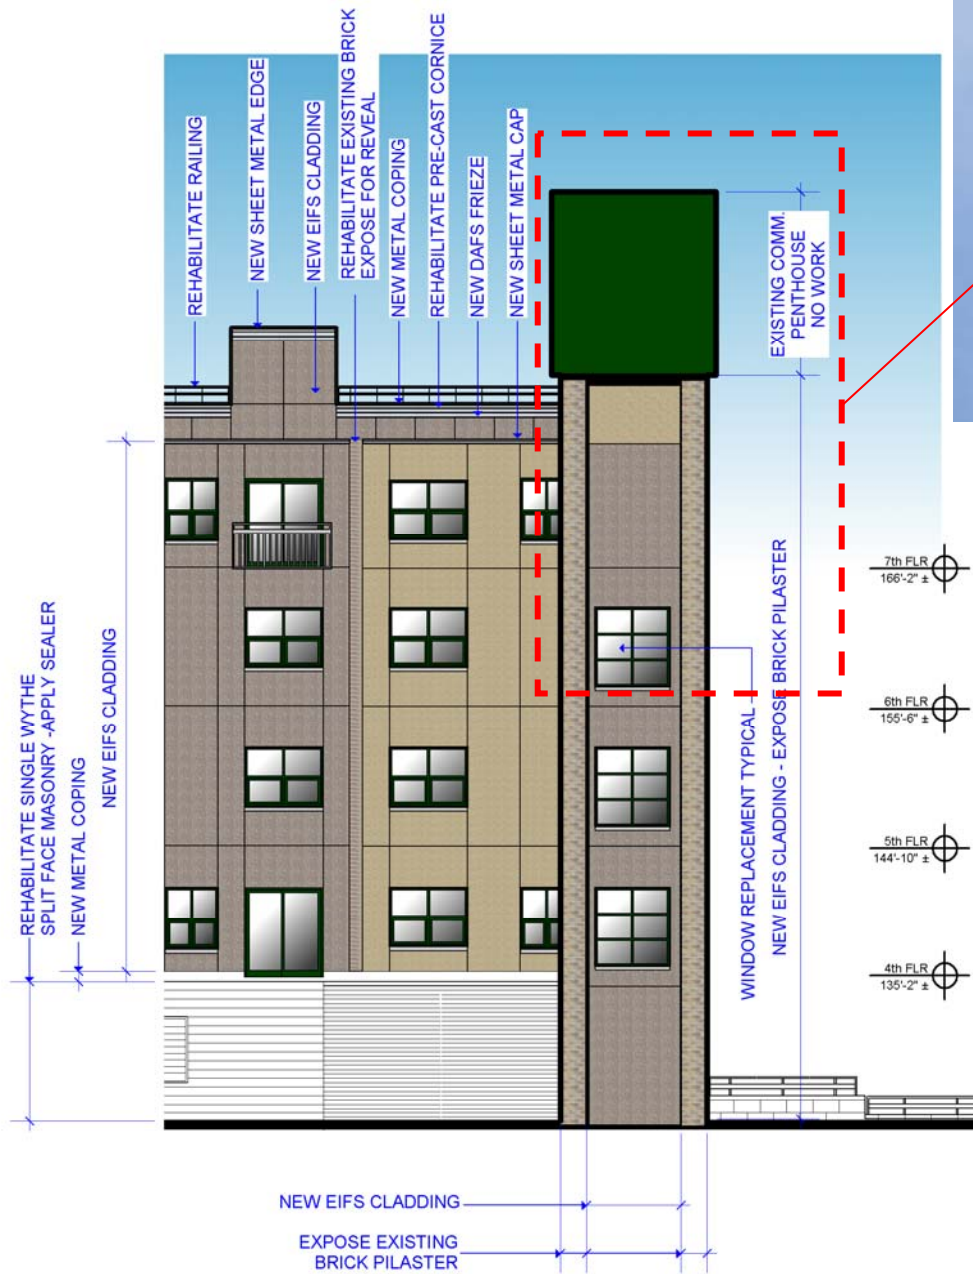 REHABILITATE RAILING
NEW SHEET METAL EDGE
NEW EIFS CLADDING
REHABILITATE EXISTING BRICK
EXPOSE FOR REVEAL
NEW METAL COPING
REHABILITATE PRE-CAST CORNICE
NEW DAFS FRIEZE
NEW SHEET METAL CAP
EXISTING COMM.
PENTHOUSE
NO WORK
REHABILITATE SINGLE WYTHE
SPLIT FACE MASONRY -APPLY SEALER
NEW METAL COPING
NEW EIFS CLADDING
WINDOW REPLACEMENT TYPICAL
NEW EIFS CLADDING - EXPOSE BRICK PILASTER
7th FLR
166'-2" ±
6th FLR
155'-6" ±
5th FLR
144'-10" ±
4th FLR
135'-2" ±
NEW EIFS CLADDING
EXPOSE EXISTING
BRICK PILASTER